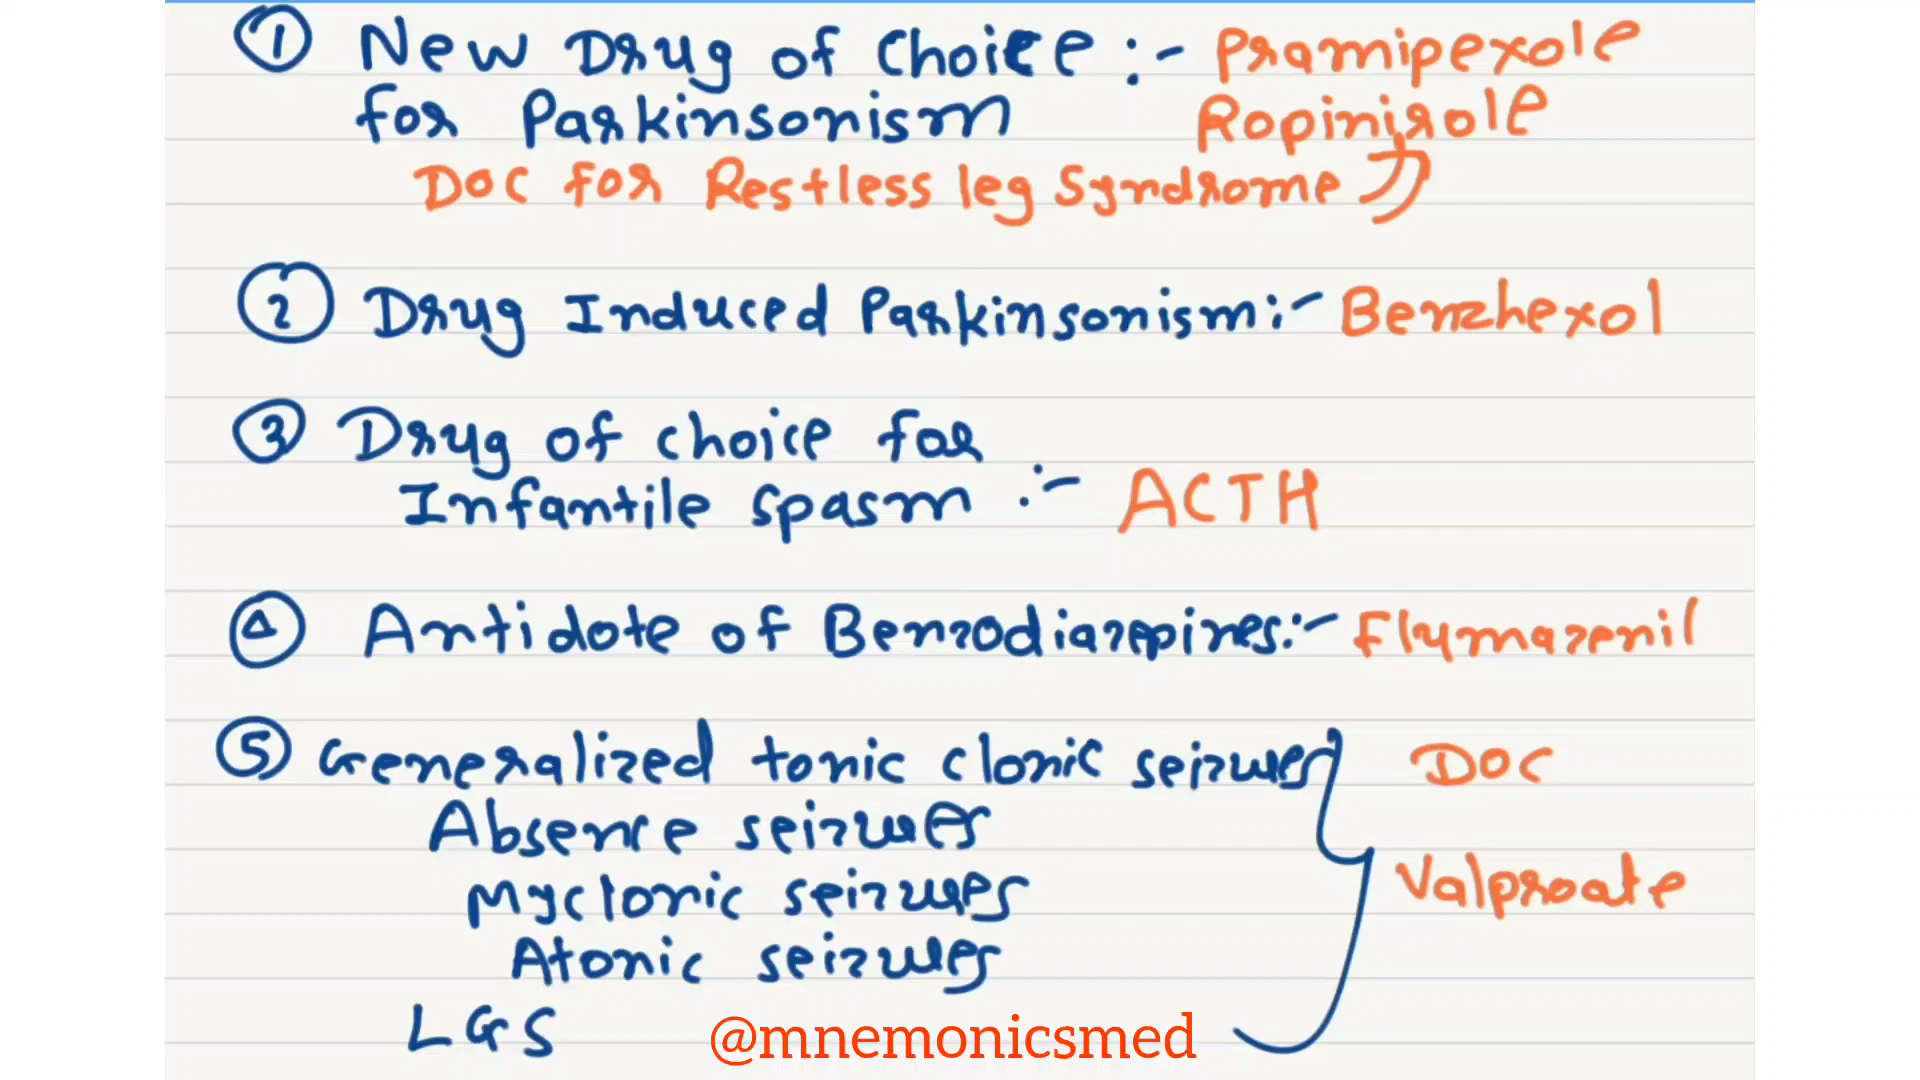 ① New Drug of Choice :- Pramipexole
for Parkinsonism Ropinirole
DOC for Restless leg Syndrome
② Drug Induced Parkinsonism:- Benzhexol
③ Drug of choice for
Infantile spasm :- ACTH
④ Antidote of Benzodiazepines:- Flumazenil
⑤ Generalized tonic clonic seizures DOC
Absence seizures
Myclonic seizures Valproate
Atonic seizures
LGS @mnemonicsmed